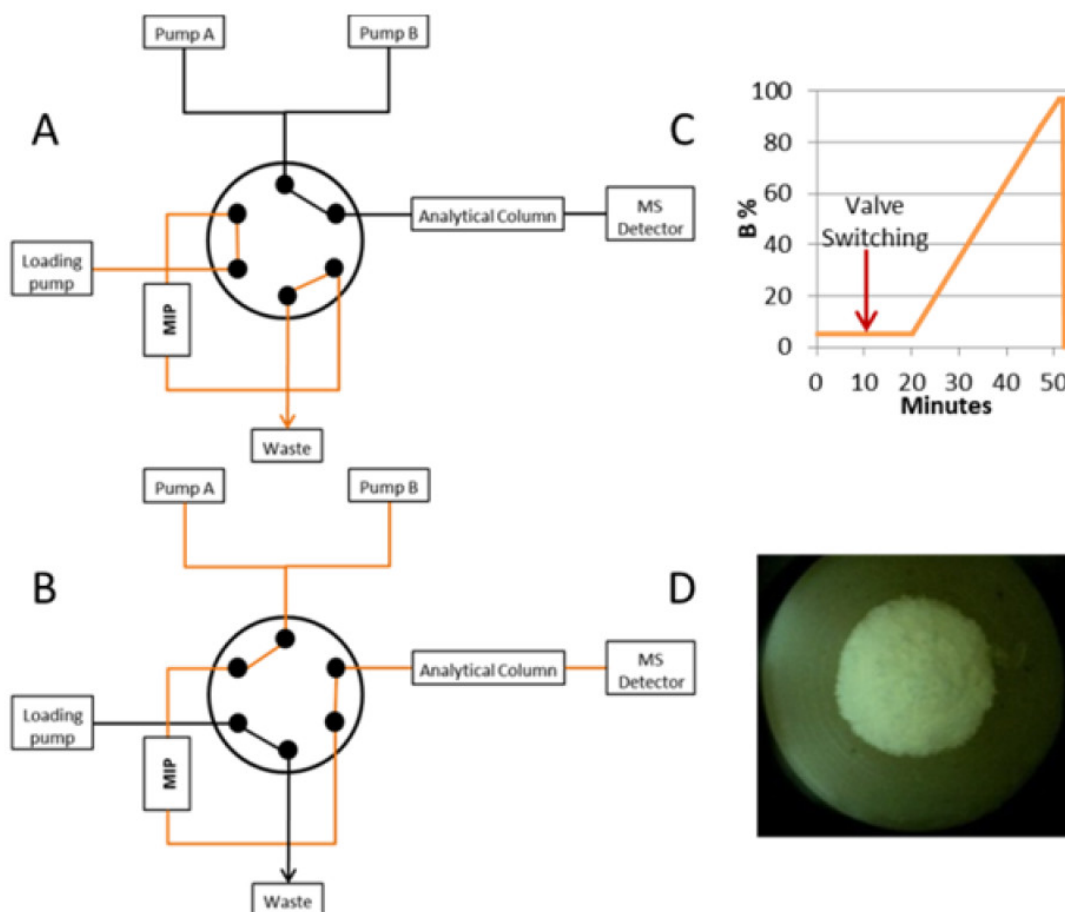 Pump A
Pump B
A
Loading
pump
MIP
Analytical Column
MS
Detector
Waste
C
100
80
60
40
20
0
B %
Valve
Switching
0 10 20 30 40 50
Minutes
Pump A
Pump B
B
Loading
pump
MIP
Analytical Column
MS
Detector
Waste
D